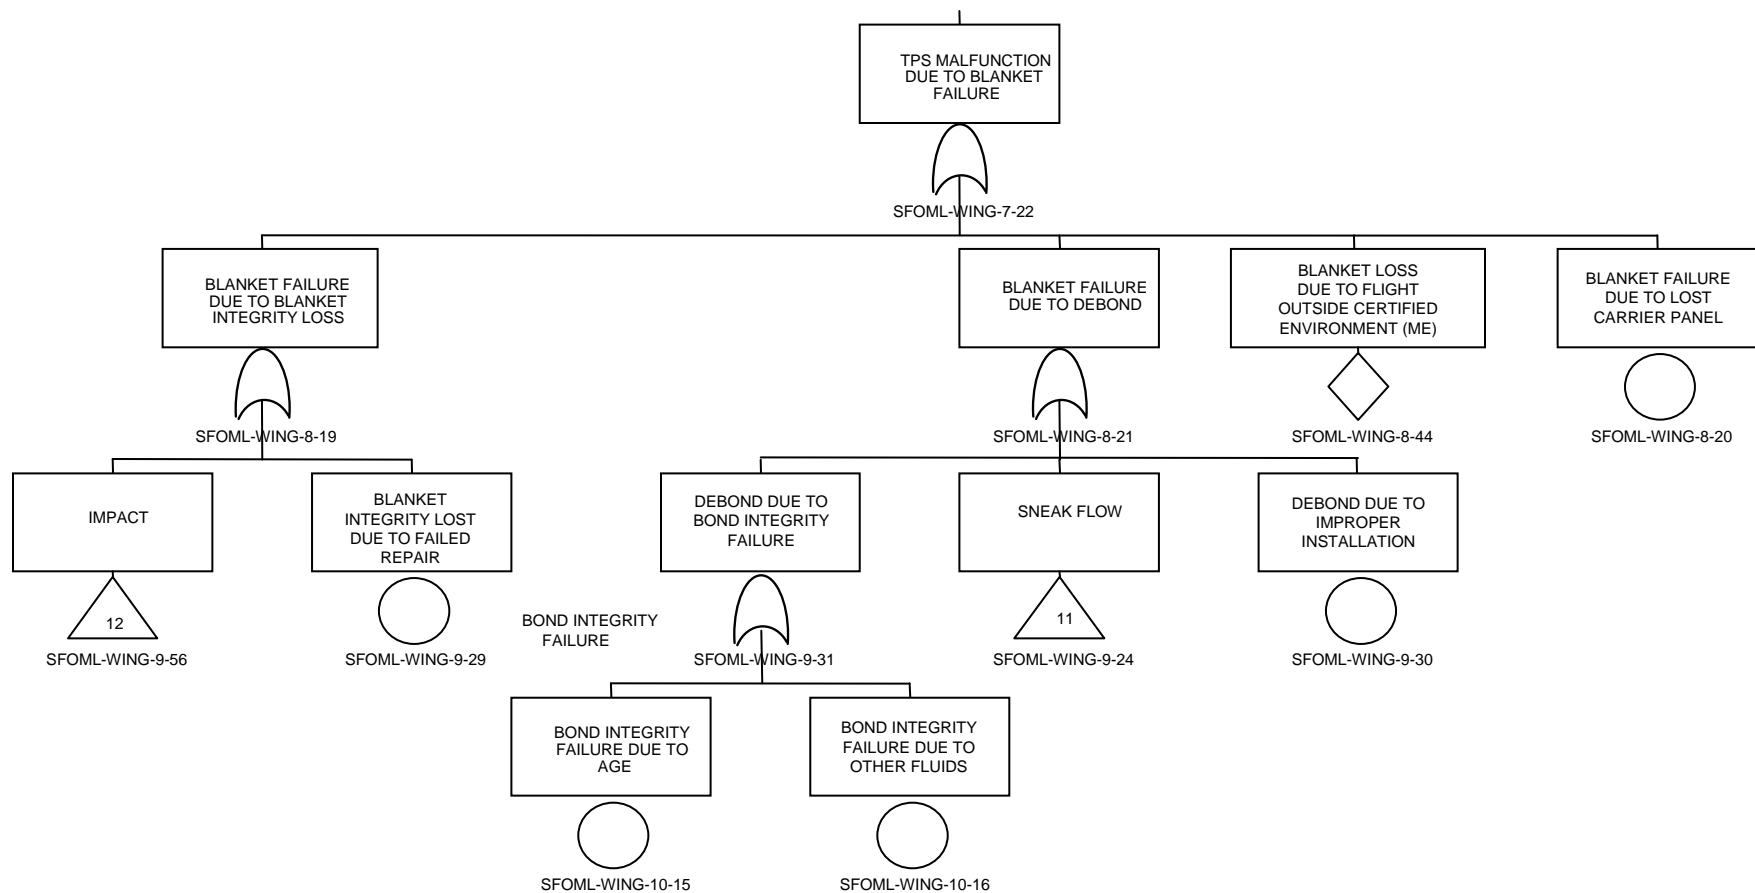 TPS MALFUNCTION
DUE TO BLANKET
FAILURE
SFOML-WING-7-22
BLANKET FAILURE
DUE TO BLANKET
INTEGRITY LOSS
BLANKET FAILURE
DUE TO DEBOND
BLANKET LOSS
DUE TO FLIGHT
OUTSIDE CERTIFIED
ENVIRONMENT (ME)
BLANKET FAILURE
DUE TO LOST
CARRIER PANEL
SFOML-WING-8-19
SFOML-WING-8-21
SFOML-WING-8-44
SFOML-WING-8-20
IMPACT
BLANKET
INTEGRITY LOST
DUE TO FAILED
REPAIR
DEBOND DUE TO
BOND INTEGRITY
FAILURE
SNEAK FLOW
DEBOND DUE TO
IMPROPER
INSTALLATION
12
BOND INTEGRITY
FAILURE
11
SFOML-WING-9-56
SFOML-WING-9-29
SFOML-WING-9-31
SFOML-WING-9-24
SFOML-WING-9-30
BOND INTEGRITY
FAILURE DUE TO
AGE
BOND INTEGRITY
FAILURE DUE TO
OTHER FLUIDS
SFOML-WING-10-15
SFOML-WING-10-16